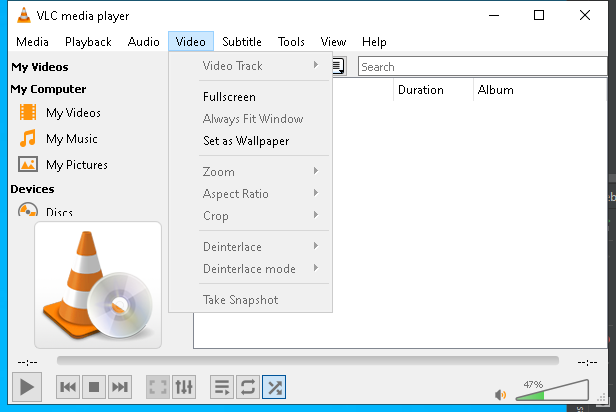 VLC media player
Media Playback Audio Video Subtitle Tools View Help
My Videos
Video Track
Search
My Computer
Duration Album
Fullscreen
My Videos
Always Fit Window
My Music
Set as Wallpaper
My Pictures
Zoom
Devices
Aspect Ratio
Discs
Crop
Deinterlace
Deinterlace mode
Take Snapshot
--:-- --:--
47%